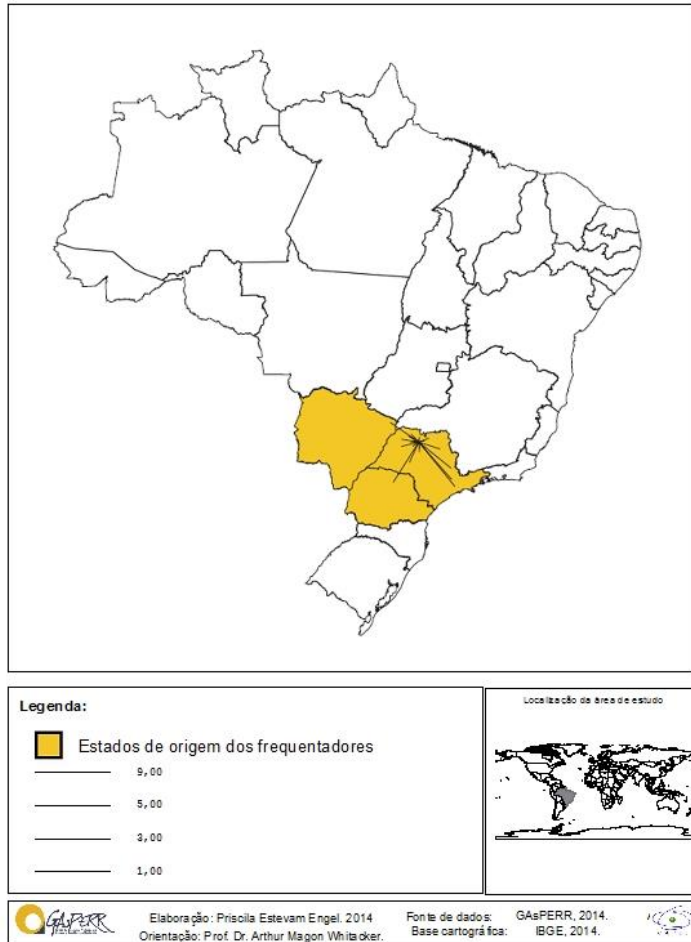 Legenda:
Estados de origem dos frequentadores
9,00
5,00
3,00
1,00
Localização da área de estudo
GAsPERR
Elaboração: Priscila Estevam Engel. 2014
Orientação: Prof. Dr. Arthur Magon Whitacker.
Fonte de dados: GAsPERR, 2014.
Base cartográfica: IBGE, 2014.